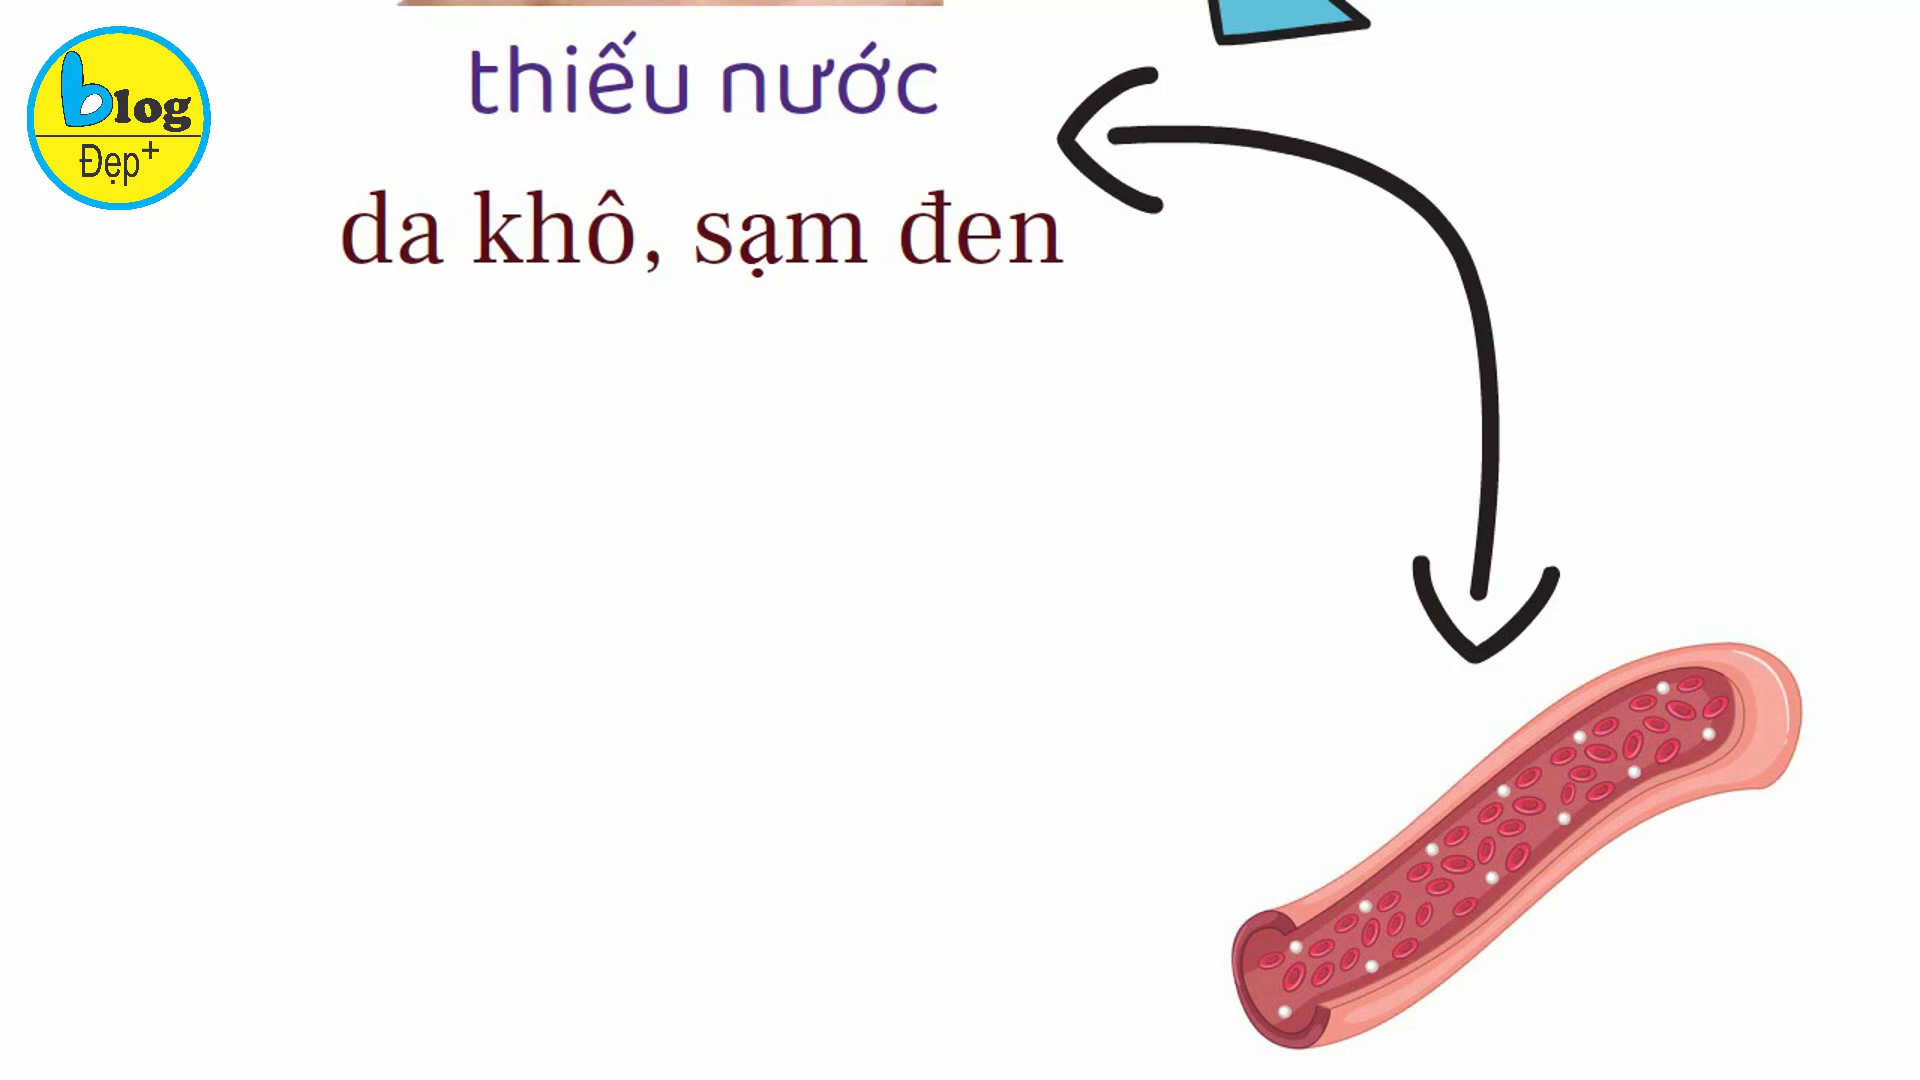 blog
Đẹp+
thiếu nước
da khô, sạm đen